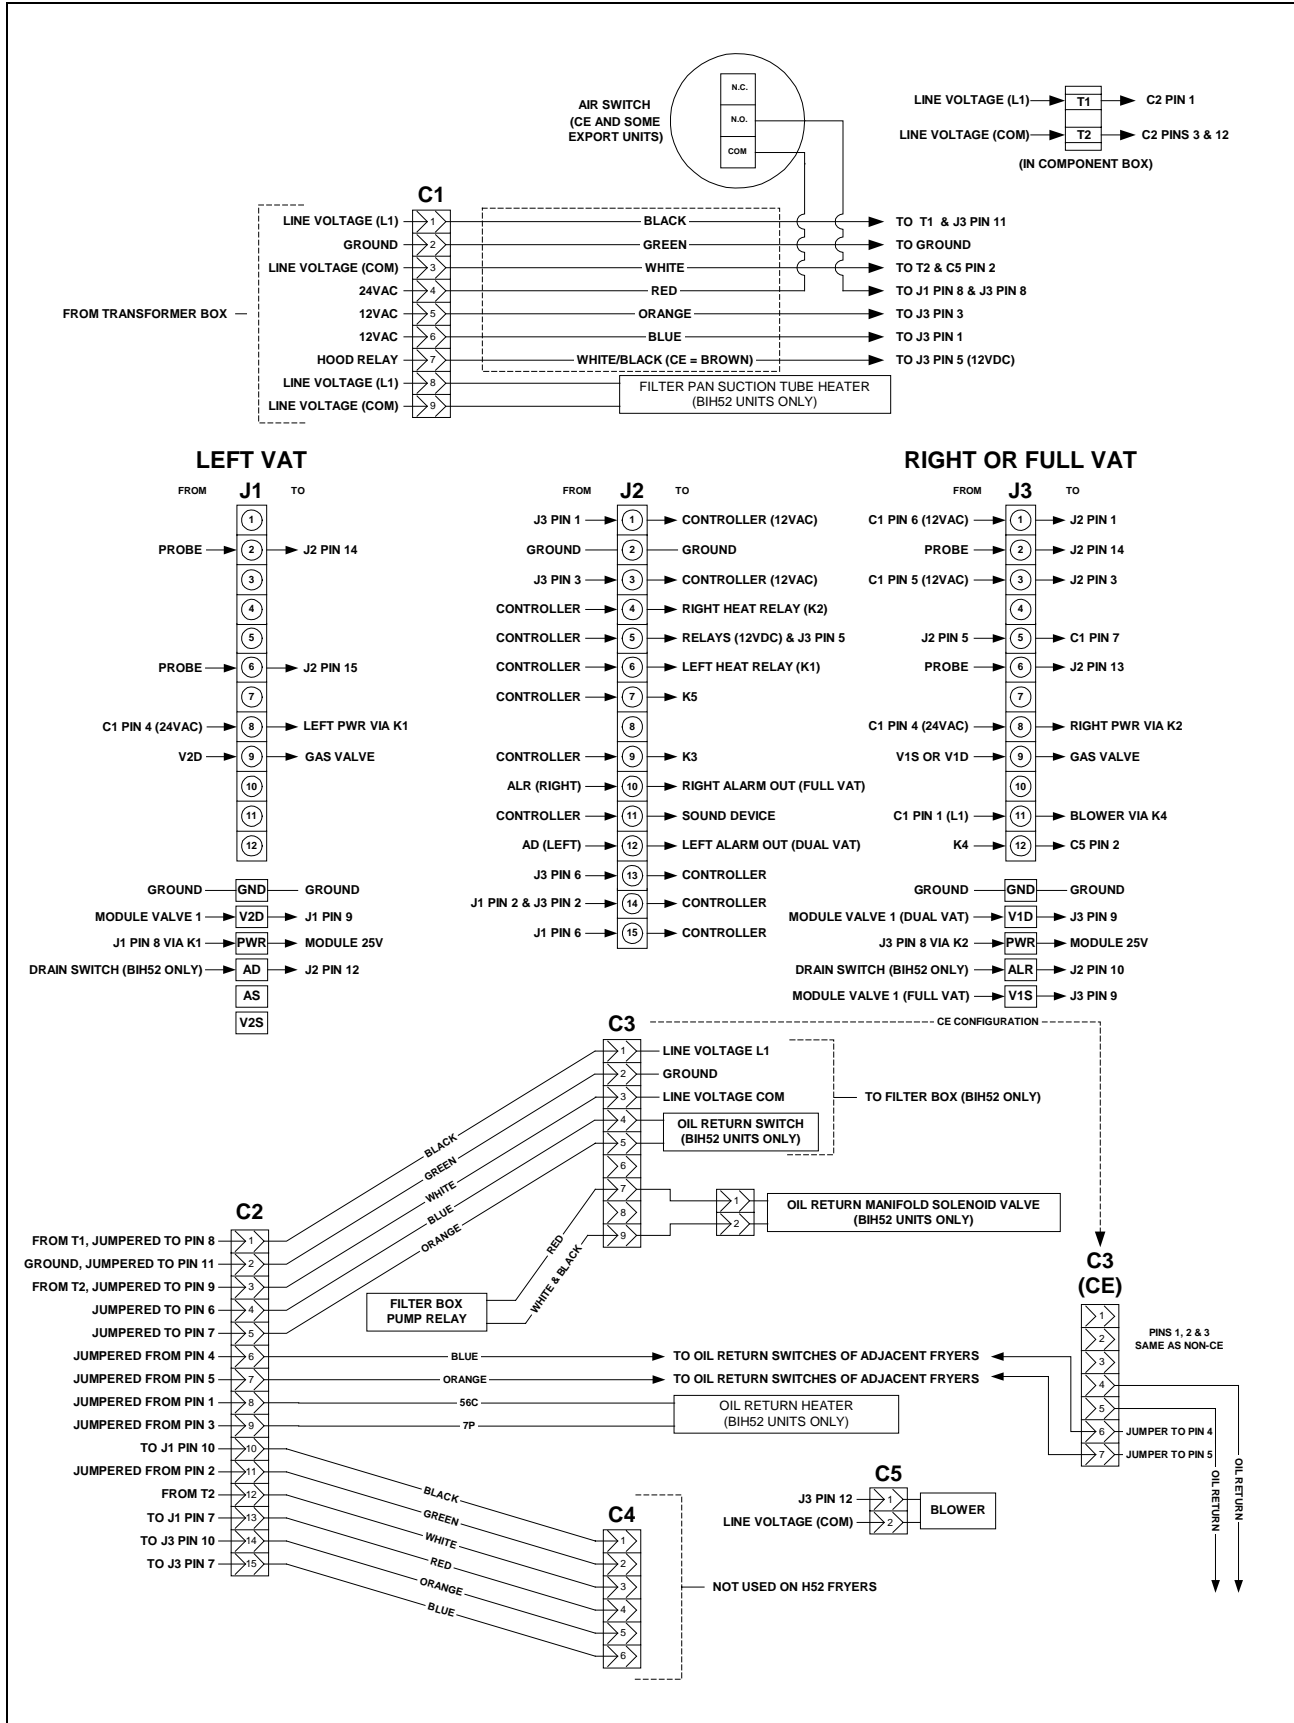 N.C.
N.O.
COM
AIR SWITCH
(CE AND SOME
EXPORT UNITS)
LINE VOLTAGE (L1) T1 C2 PIN 1
LINE VOLTAGE (COM) T2 C2 PINS 3 & 12
(IN COMPONENT BOX)
C1
FROM TRANSFORMER BOX
LINE VOLTAGE (L1) 1 BLACK TO T1 & J3 PIN 11
GROUND 2 GREEN TO GROUND
LINE VOLTAGE (COM) 3 WHITE TO T2 & C5 PIN 2
24VAC 4 RED TO J1 PIN 8 & J3 PIN 8
12VAC 5 ORANGE TO J3 PIN 3
12VAC 6 BLUE TO J3 PIN 1
HOOD RELAY 7 WHITE/BLACK (CE = BROWN) TO J3 PIN 5 (12VDC)
LINE VOLTAGE (L1) 8
LINE VOLTAGE (COM) 9
FILTER PAN SUCTION TUBE HEATER
(BIH52 UNITS ONLY)
LEFT VAT
FROM J1 TO
1
PROBE 2 J2 PIN 14
3
4
5
PROBE 6 J2 PIN 15
7
C1 PIN 4 (24VAC) 8 LEFT PWR VIA K1
V2D 9 GAS VALVE
10
11
12
GROUND GND GROUND
MODULE VALVE 1 V2D J1 PIN 9
J1 PIN 8 VIA K1 PWR MODULE 25V
DRAIN SWITCH (BIH52 ONLY) AD J2 PIN 12
AS
V2S
FROM J2 TO
J3 PIN 1 1 CONTROLLER (12VAC)
GROUND 2 GROUND
J3 PIN 3 3 CONTROLLER (12VAC)
CONTROLLER 4 RIGHT HEAT RELAY (K2)
CONTROLLER 5 RELAYS (12VDC) & J3 PIN 5
CONTROLLER 6 LEFT HEAT RELAY (K1)
CONTROLLER 7 K5
8
CONTROLLER 9 K3
ALR (RIGHT) 10 RIGHT ALARM OUT (FULL VAT)
CONTROLLER 11 SOUND DEVICE
AD (LEFT) 12 LEFT ALARM OUT (DUAL VAT)
J3 PIN 6 13 CONTROLLER
J1 PIN 2 & J3 PIN 2 14 CONTROLLER
J1 PIN 6 15 CONTROLLER
RIGHT OR FULL VAT
FROM J3 TO
C1 PIN 6 (12VAC) 1 J2 PIN 1
PROBE 2 J2 PIN 14
C1 PIN 5 (12VAC) 3 J2 PIN 3
4
J2 PIN 5 5 C1 PIN 7
PROBE 6 J2 PIN 13
7
C1 PIN 4 (24VAC) 8 RIGHT PWR VIA K2
V1S OR V1D 9 GAS VALVE
10
C1 PIN 1 (L1) 11 BLOWER VIA K4
K4 12 C5 PIN 2
GROUND GND GROUND
MODULE VALVE 1 (DUAL VAT) V1D J3 PIN 9
J3 PIN 8 VIA K2 PWR MODULE 25V
DRAIN SWITCH (BIH52 ONLY) ALR J2 PIN 10
MODULE VALVE 1 (FULL VAT) V1S J3 PIN 9
C3
CE CONFIGURATION
1 LINE VOLTAGE L1
2 GROUND
3 LINE VOLTAGE COM
4
5
6
7
8
9
OIL RETURN SWITCH
(BIH52 UNITS ONLY)
TO FILTER BOX (BIH52 ONLY)
1
2
OIL RETURN MANIFOLD SOLENOID VALVE
(BIH52 UNITS ONLY)
BLACK
GREEN
WHITE
BLUE
ORANGE
RED
WHITE & BLACK
FILTER BOX
PUMP RELAY
C2
FROM T1, JUMPERED TO PIN 8 1
GROUND, JUMPERED TO PIN 11 2
FROM T2, JUMPERED TO PIN 9 3
JUMPERED TO PIN 6 4
JUMPERED TO PIN 7 5
JUMPERED FROM PIN 4 6 BLUE TO OIL RETURN SWITCHES OF ADJACENT FRYERS
JUMPERED FROM PIN 5 7 ORANGE TO OIL RETURN SWITCHES OF ADJACENT FRYERS
JUMPERED FROM PIN 1 8 56C
JUMPERED FROM PIN 3 9 7P
OIL RETURN HEATER
(BIH52 UNITS ONLY)
TO J1 PIN 10 10 BLACK
JUMPERED FROM PIN 2 11 GREEN
FROM T2 12 WHITE
TO J1 PIN 7 13 RED
TO J3 PIN 10 14 ORANGE
TO J3 PIN 7 15 BLUE
C4
1
2
3
4
5
6
NOT USED ON H52 FRYERS
C5
J3 PIN 12 1
LINE VOLTAGE (COM) 2
BLOWER
C3
(CE)
1
2
3
4
5
6 JUMPER TO PIN 4
7 JUMPER TO PIN 5
PINS 1, 2 & 3
SAME AS NON-CE
OIL RETURN
OIL RETURN